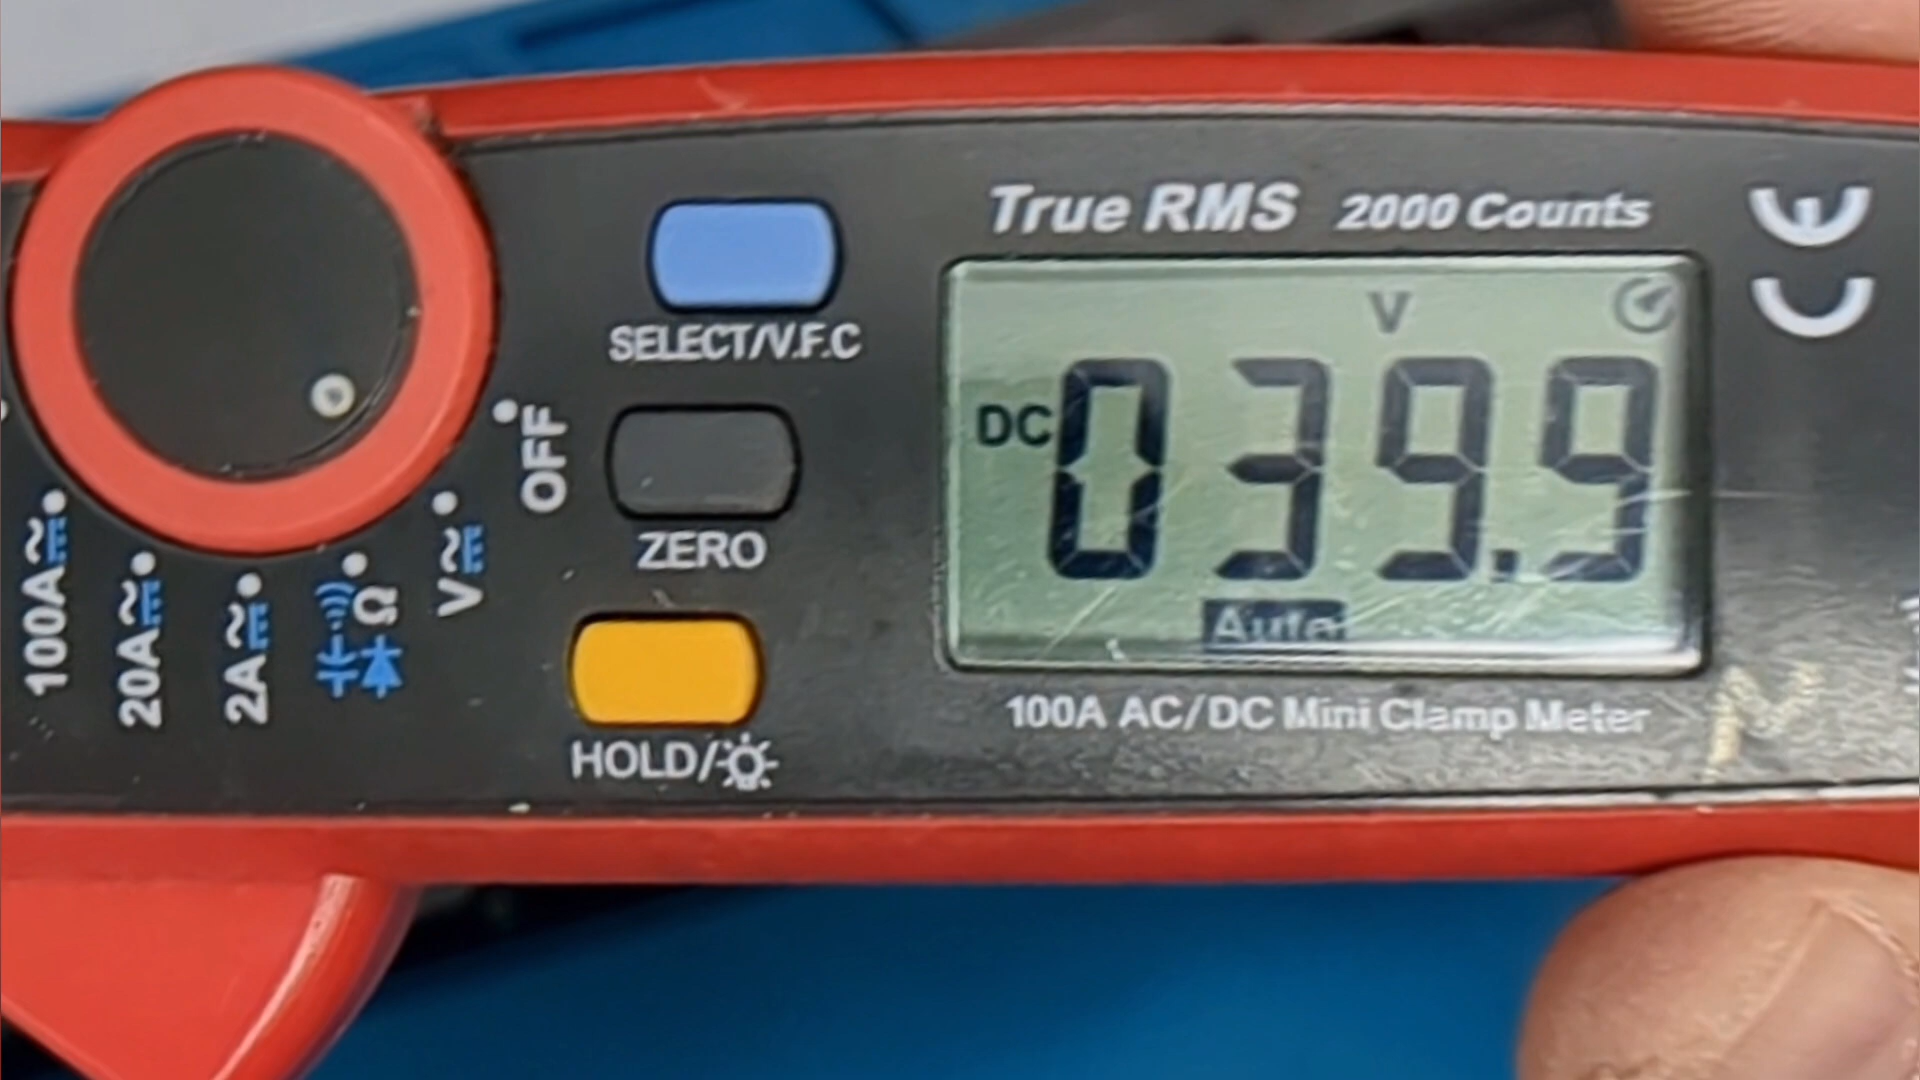 True RMS 2000 Counts
CE
SELECT/V.F.C
V
DC 039.9
Auto
OFF
ZERO
V
Ω
2A
20A
100A
HOLD/
100A AC/DC Mini Clamp Meter